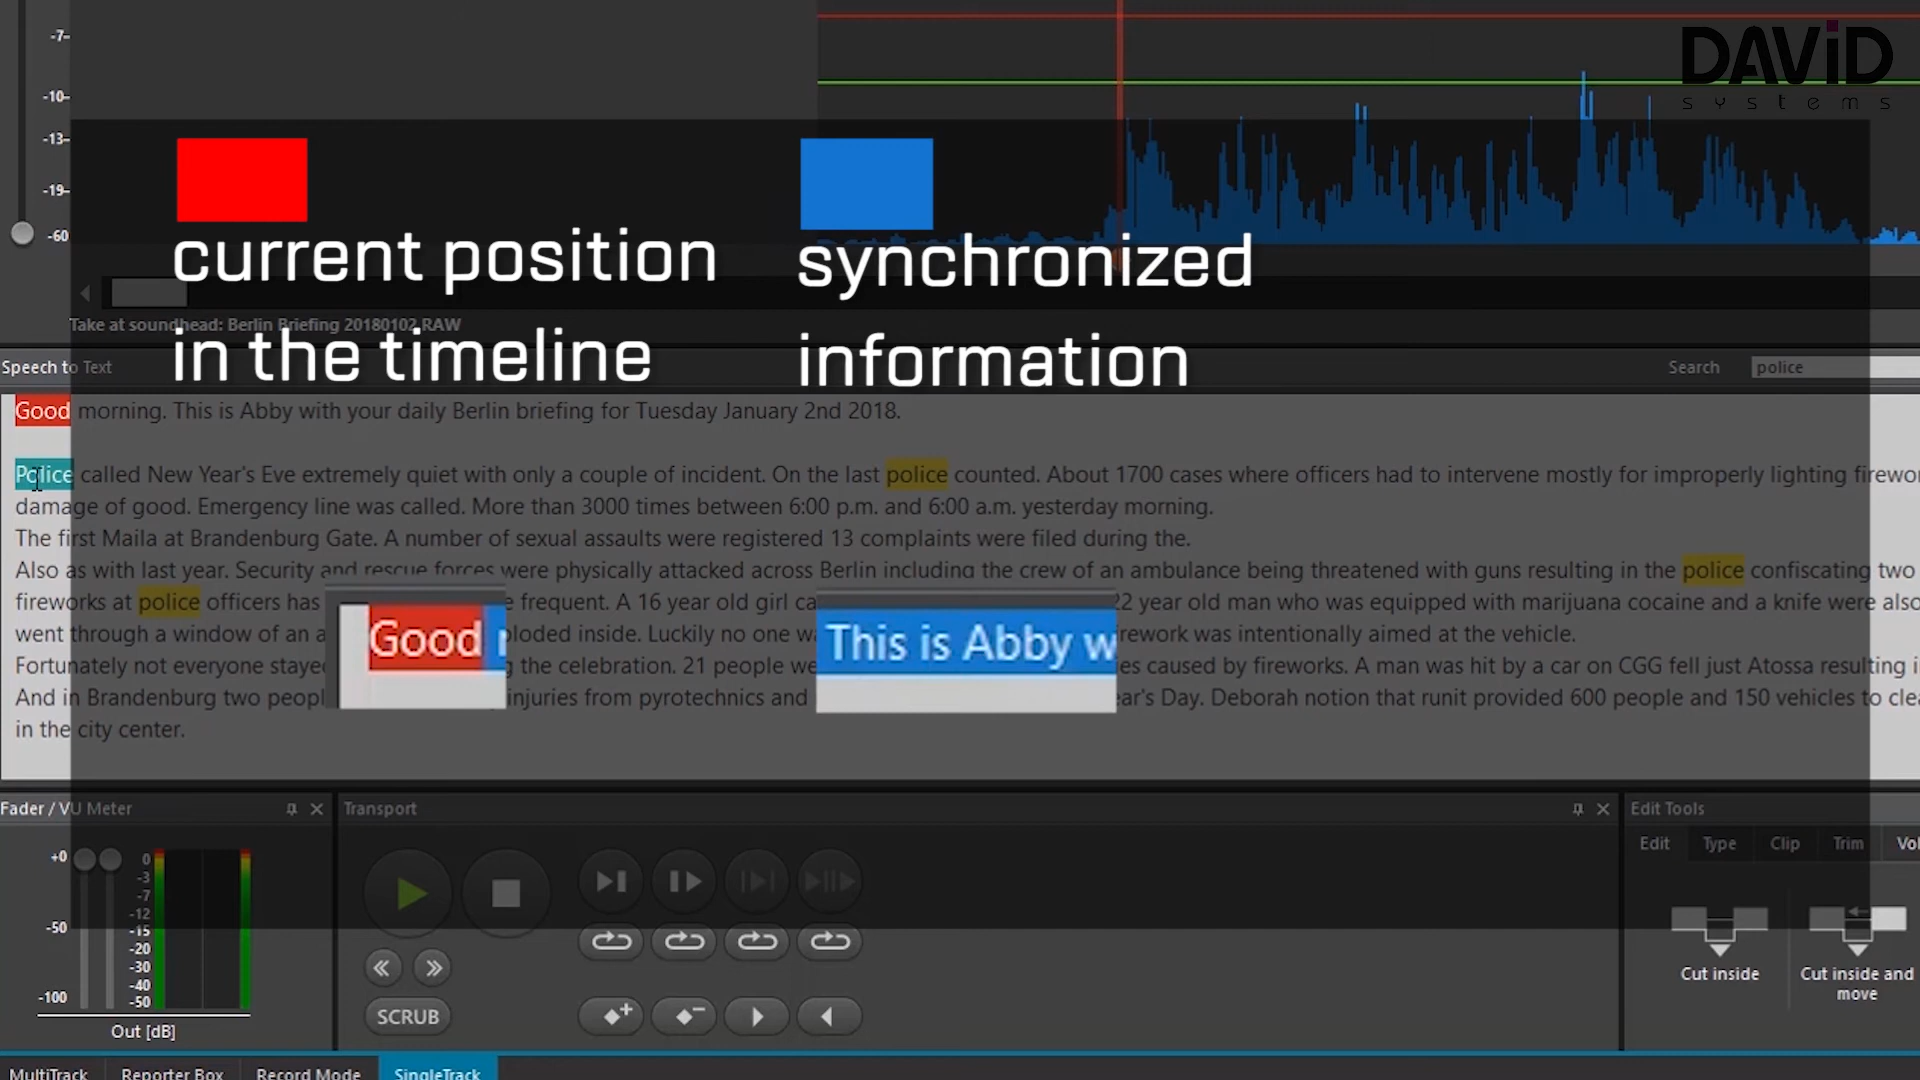 -7-
-10-
-13-
-19-
-60
DAViD
systems
current position
in the timeline
synchronized
information
Take at soundhead: Berlin Briefing 20180102.RAW
Speech to Text
Search
police
Good morning. This is Abby with your daily Berlin briefing for Tuesday January 2nd 2018.
Police called New Year's Eve extremely quiet with only a couple of incident. On the last police counted. About 1700 cases where officers had to intervene mostly for improperly lighting firewor
damage of good. Emergency line was called. More than 3000 times between 6:00 p.m. and 6:00 a.m. yesterday morning.
The first Maila at Brandenburg Gate. A number of sexual assaults were registered 13 complaints were filed during the.
Also as with last year. Security and rescue forces were physically attacked across Berlin including the crew of an ambulance being threatened with guns resulting in the police confiscating two
fireworks at police officers has frequent. A 16 year old girl 22 year old man who was equipped with marijuana cocaine and a knife were also
went through a window of an ploded inside. Luckily no one rework was intentionally aimed at the vehicle.
Fortunately not everyone stayed the celebration. 21 people es caused by fireworks. A man was hit by a car on CGG fell just Atossa resulting i
And in Brandenburg two peopl injuries from pyrotechnics and ear's Day. Deborah notion that runit provided 600 people and 150 vehicles to clea
in the city center.
Good
This is Abby w
Fader / VU Meter
Transport
Edit Tools
Edit Type Clip Trim Vol
+0
-50
-100
0
-3
-7
-12
-15
-20
-30
-40
-50
Out [dB]
SCRUB
Cut inside
Cut inside and
move
MultiTrack
Reporter Box
Record Mode
SingleTrack